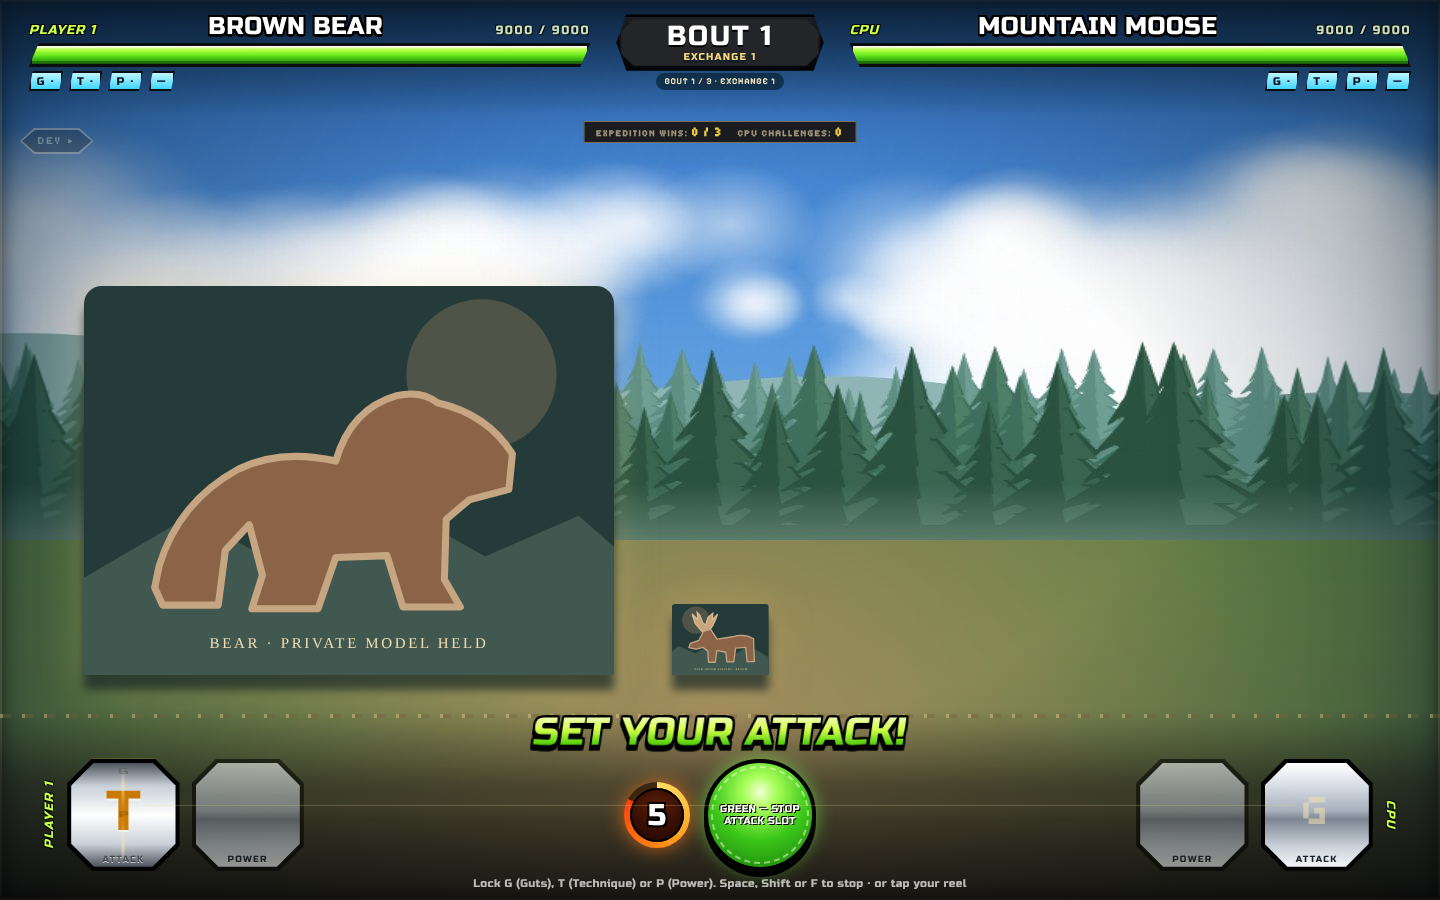 PLAYER 1
BROWN BEAR
9000 / 9000
G · T · P · –
BOUT 1
EXCHANGE 1
BOUT 1 / 3 · EXCHANGE 1
CPU
MOUNTAIN MOOSE
9000 / 9000
G · T · P · –
EXPEDITION WINS: 0 / 3 CPU CHALLENGES: 0
DEV ▸
BEAR · PRIVATE MODEL HELD
SET YOUR ATTACK!
PLAYER 1
T
ATTACK
POWER
5
GREEN — STOP
ATTACK SLOT
POWER
G
ATTACK
CPU
Lock G (Guts), T (Technique) or P (Power). Space, Shift or F to stop · or tap your reel